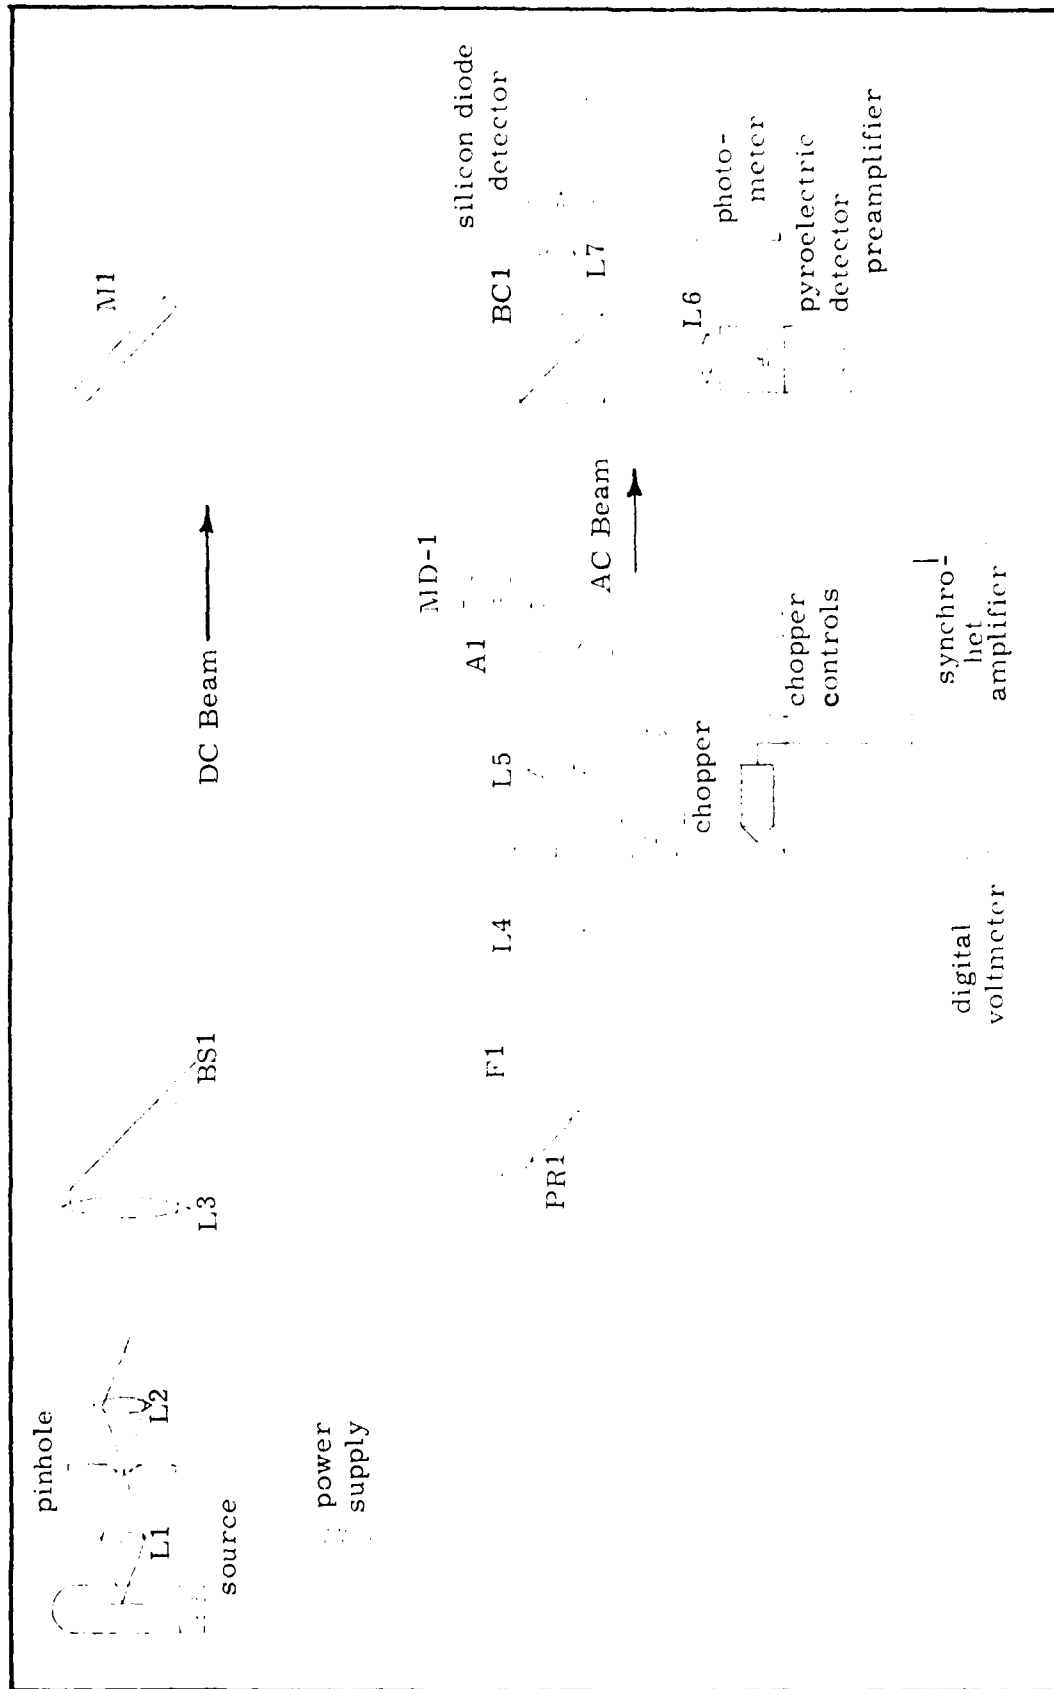 pinhole
L1
L2
source
power
supply
L3
BS1
DC Beam
M1
PR1
F1
L4
L5
A1
MD-1
AC Beam
BC1
silicon diode
detector
L7
L6
photo-
meter
pyroelectric
detector
preamplifier
chopper
chopper
controls
digital
voltmeter
synchro-
het
amplifier